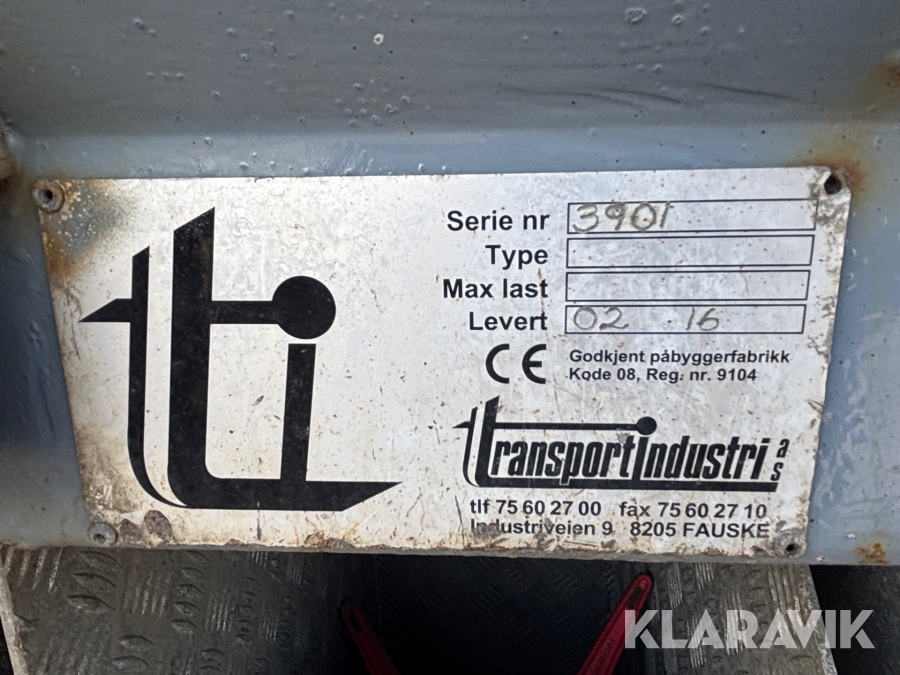 tti
Serie nr 3901
Type
Max last
Levert 02 16
CE Godkjent påbyggerfabrikk
Kode 08, Reg. nr. 9104
transportindustri as
tlf 75 60 27 00 fax 75 60 27 10
Industriveien 9 8205 FAUSKE
KLARAVIK